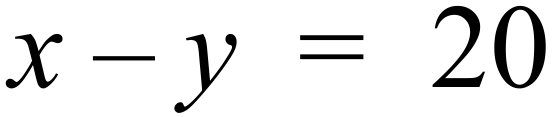 x − y = 20